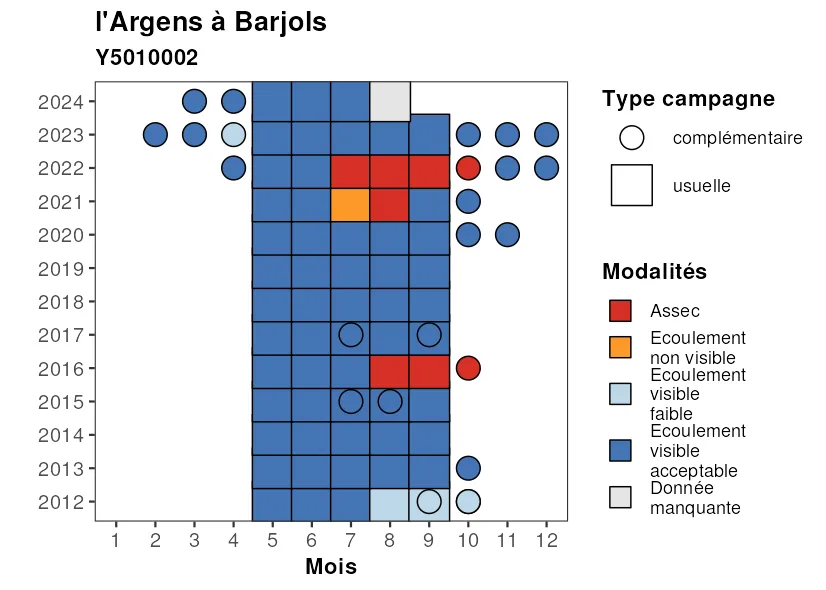 l'Argens à Barjols
Y5010002
2024
2023
2022
2021
2020
2019
2018
2017
2016
2015
2014
2013
2012
1 2 3 4 5 6 7 8 9 10 11 12
Mois
Type campagne
complémentaire
usuelle
Modalités
Assec
Ecoulement
non visible
Ecoulement
visible
faible
Ecoulement
visible
acceptable
Donnée
manquante